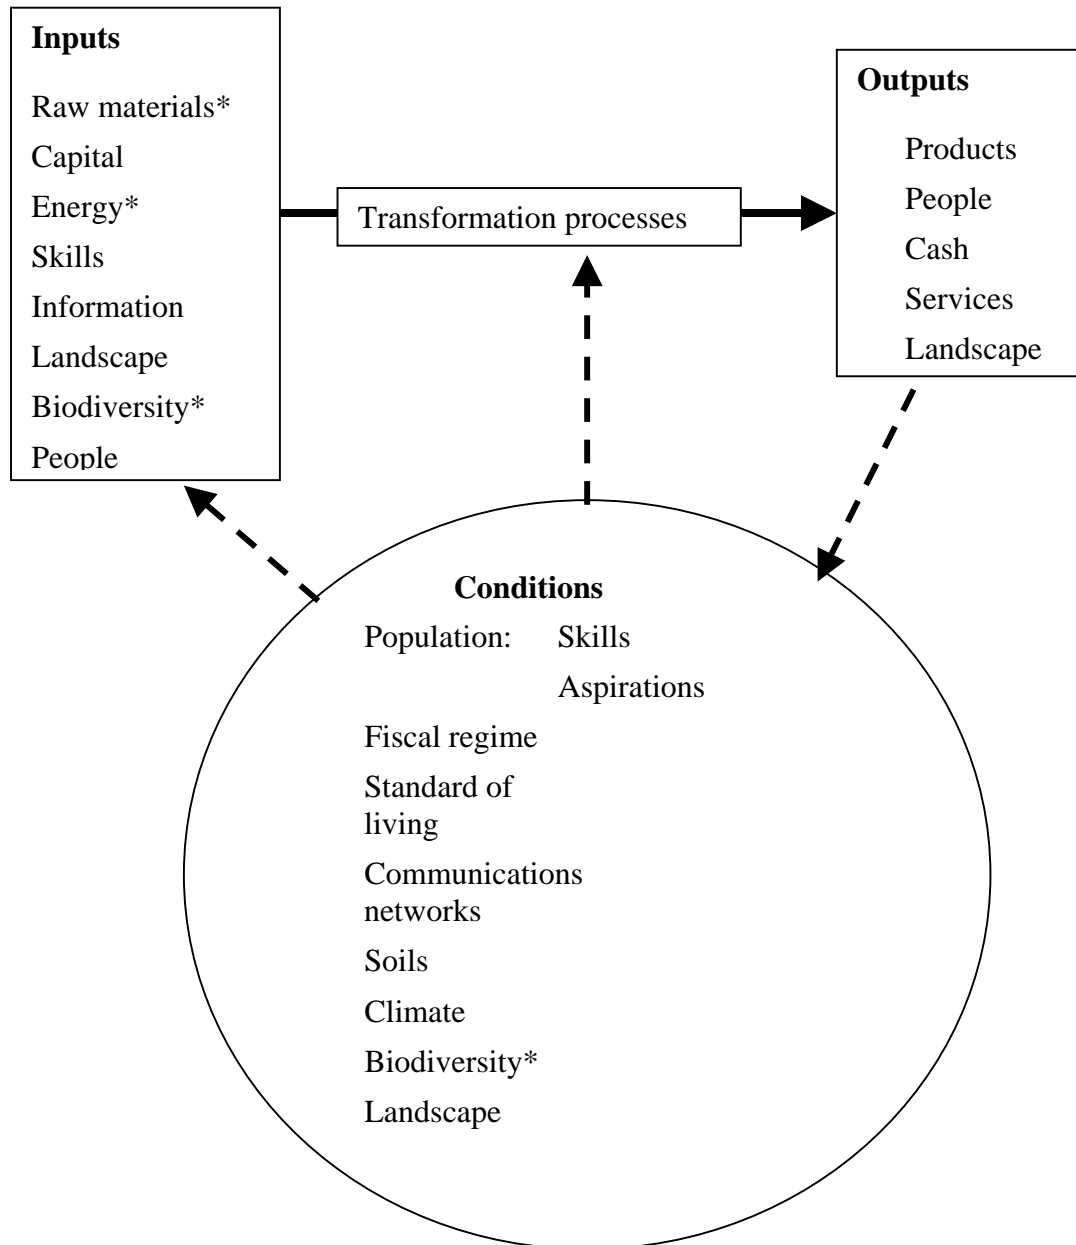 Inputs
Raw materials*
Capital
Energy*
Skills
Information
Landscape
Biodiversity*
People
Transformation processes
Outputs
Products
People
Cash
Services
Landscape
Conditions
Population: Skills
Aspirations
Fiscal regime
Standard of
living
Communications
networks
Soils
Climate
Biodiversity*
Landscape